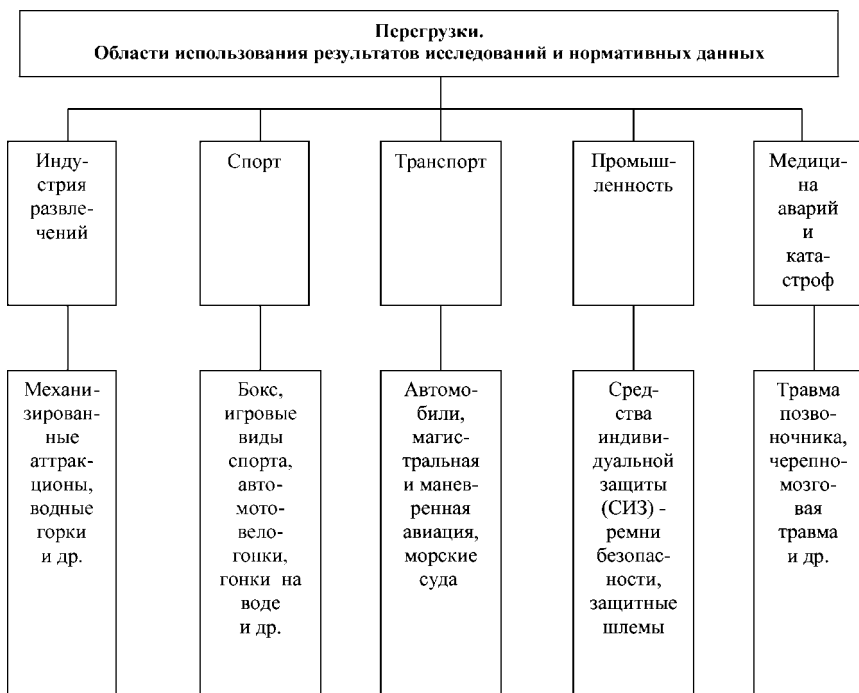 Перегрузки.
Области использования результатов исследований и нормативных данных
Инду-
стрия
развле-
чений
Спорт
Транспорт
Промыш-
ленность
Медици-
на
аварий
и
ката-
строф
Механи-
зирован-
ные
аттрак-
ционы,
водные
горки
и др.
Бокс,
игровые
виды
спорта,
авто-
мото-
вело-
гонки,
гонки на
воде
и др.
Автомо-
били,
магис-
тральная
и манев-
ренная
авиация,
морские
суда
Сред-
ства
индиви-
дуальной
защиты
(СИЗ) -
ремни
безопас-
ности,
защитные
шлемы
Травма
позво-
ночника,
черепно-
мозго-
вая
травма
и др.